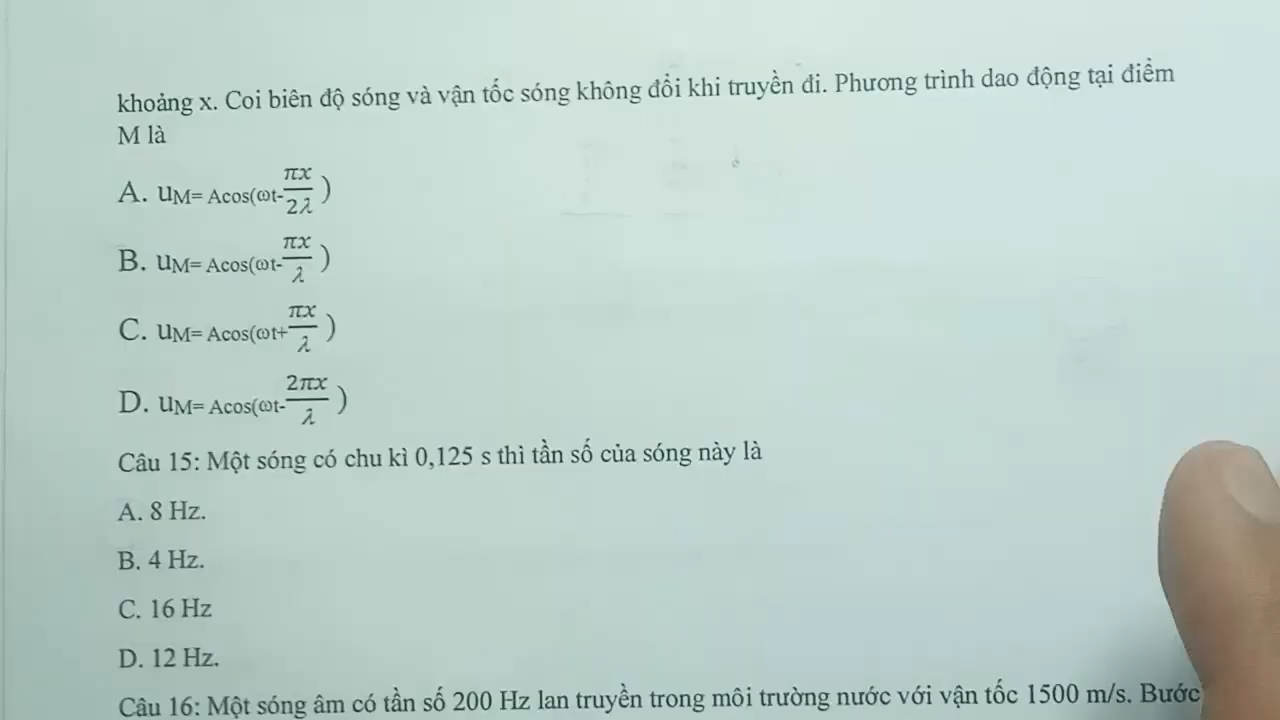 khoảng x. Coi biên độ sóng và vận tốc sóng không đổi khi truyền đi. Phương trình dao động tại điểm
M là
A. uM= Acos(ωt-πx/2λ)
B. uM= Acos(ωt-πx/λ)
C. uM= Acos(ωt+πx/λ)
D. uM= Acos(ωt-2πx/λ)
Câu 15: Một sóng có chu kì 0,125 s thì tần số của sóng này là
A. 8 Hz.
B. 4 Hz.
C. 16 Hz
D. 12 Hz.
Câu 16: Một sóng âm có tần số 200 Hz lan truyền trong môi trường nước với vận tốc 1500 m/s. Bước